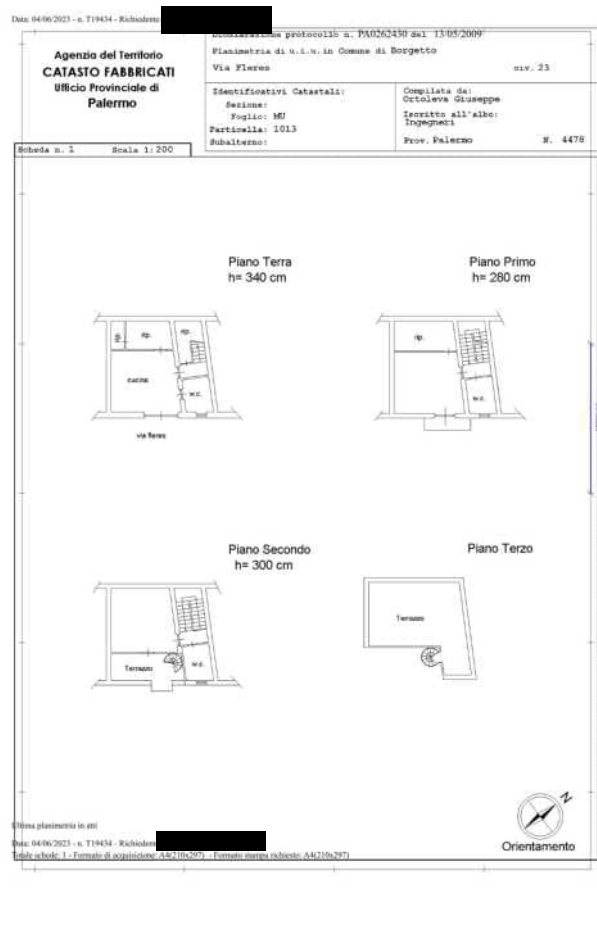 Data: 04/06/2023 - n. T19434 - Richiedente
Dichiarazione protocollo n. PA0262430 del 13/05/2009
Planimetria di u.i.u. in Comune di Borgetto
Via Fleres civ. 23
Agenzia del Territorio
CATASTO FABBRICATI
Ufficio Provinciale di
Palermo
Identificativi Catastali:
Sezione:
Foglio: MU
Particella: 1013
Subalterno:
Compilata da:
Ortoleva Giuseppe
Iscritto all'albo:
Ingegneri
Prov. Palermo N. 4478
Scheda n. 1 Scala 1:200
Piano Terra
h= 340 cm
Piano Primo
h= 280 cm
rip.
rip.
rip.
cucina
w.c.
via fleres
rip.
w.c.
Piano Secondo
h= 300 cm
Piano Terzo
Terrazzo
w.c.
Terrazzo
N
Orientamento
Ultima planimetria in atti
Data: 04/06/2023 - n. T19434 - Richiedente
Totale schede: 1 - Formato di acquisizione: A4(210x297) - Formato stampa richiesto: A4(210x297)